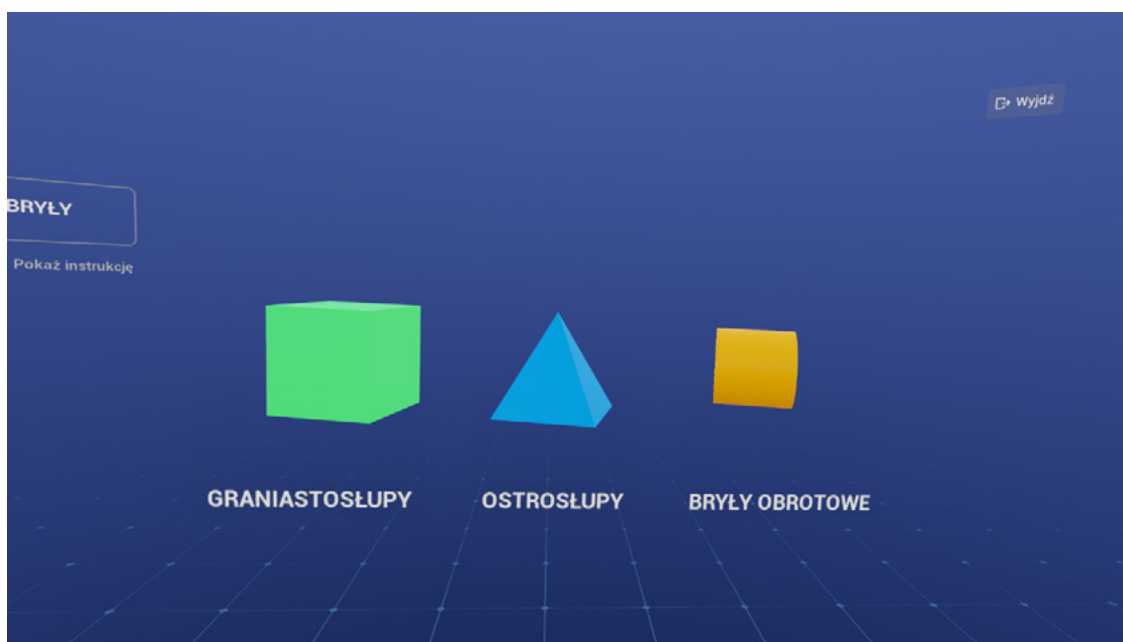 Wyjdź
BRYŁY
Pokaż instrukcję
GRANIASTOSŁUPY
OSTROSŁUPY
BRYŁY OBROTOWE